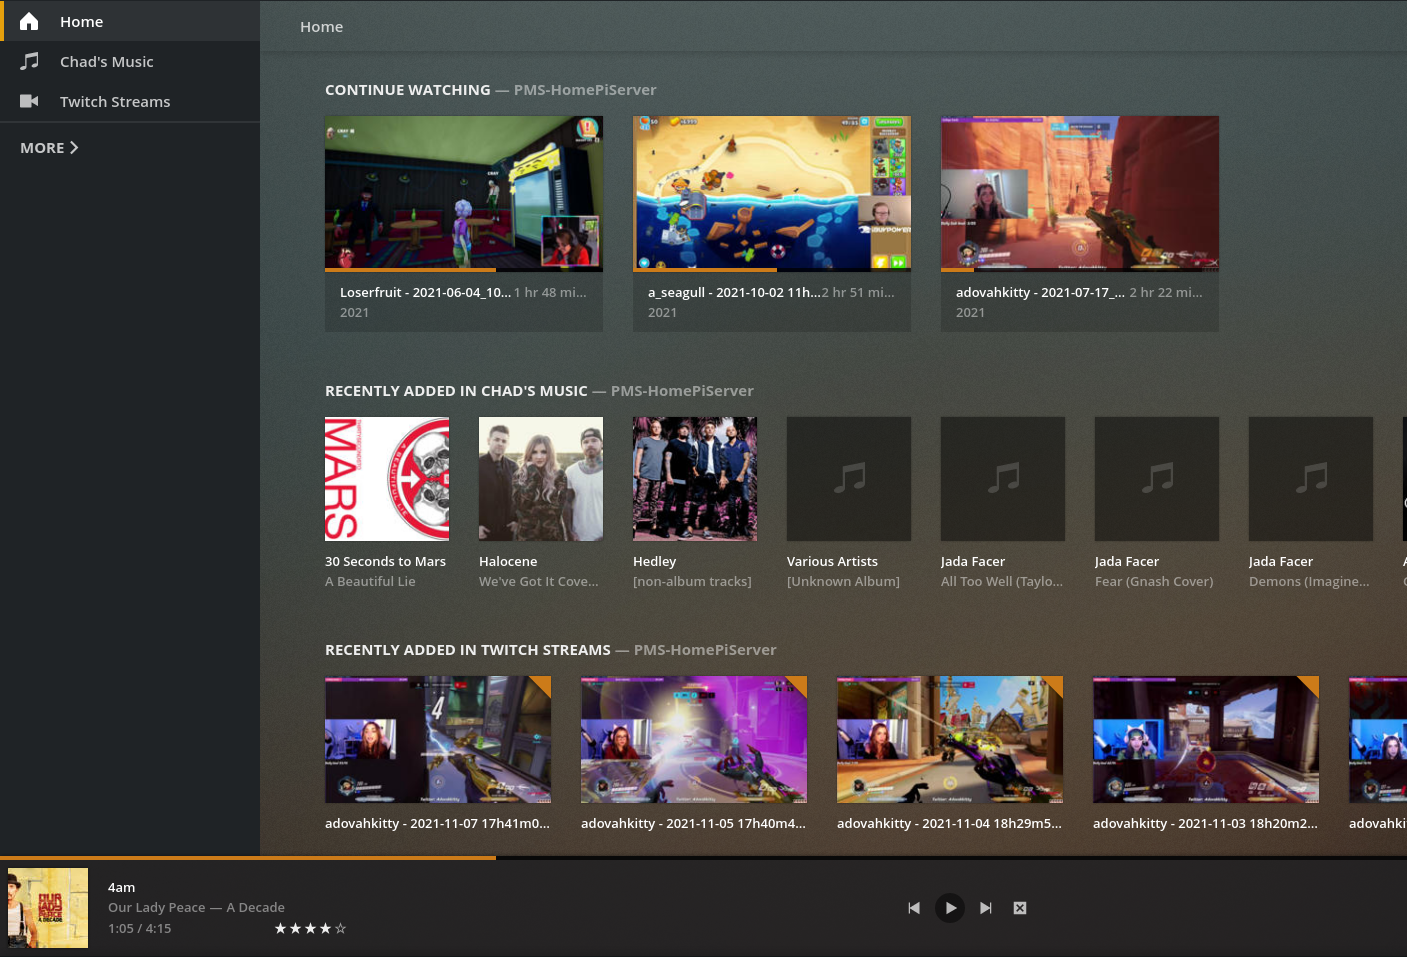 Home
Chad's Music
Twitch Streams
MORE
Home
CONTINUE WATCHING — PMS-HomePiServer
Loserfruit - 2021-06-04_10... 1 hr 48 mi...
2021
a_seagull - 2021-10-02 11h... 2 hr 51 mi...
2021
adovahkitty - 2021-07-17_... 2 hr 22 mi...
2021
RECENTLY ADDED IN CHAD'S MUSIC — PMS-HomePiServer
MARS
A BEAUTIFUL LIE
30 Seconds to Mars
A Beautiful Lie
Halocene
We've Got It Cove...
Hedley
[non-album tracks]
Various Artists
[Unknown Album]
Jada Facer
All Too Well (Taylo...
Jada Facer
Fear (Gnash Cover)
Jada Facer
Demons (Imagine...
RECENTLY ADDED IN TWITCH STREAMS — PMS-HomePiServer
adovahkitty - 2021-11-07 17h41m0...
adovahkitty - 2021-11-05 17h40m4...
adovahkitty - 2021-11-04 18h29m5...
adovahkitty - 2021-11-03 18h20m2...
adovahki
OUR
LADY
PEACE
A DECADE
4am
Our Lady Peace — A Decade
1:05 / 4:15